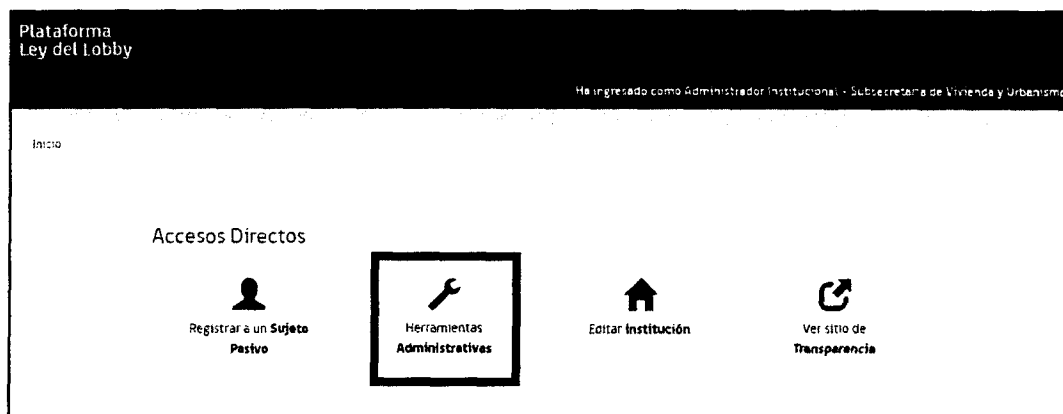 Plataforma
Ley del Lobby
Ha ingresado como Administrador Institucional - Subsecretaría de Vivienda y Urbanismo
Inicio
Accesos Directos
Registrar a un Sujeto
Pasivo
Herramientas
Administrativas
Editar Institución
Ver sitio de
Transparencia